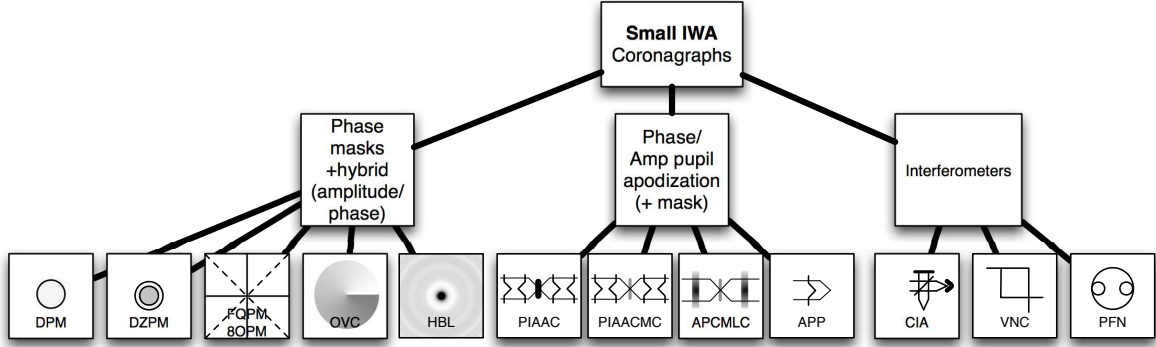 Small IWA
Coronagraphs
Phase
masks
+hybrid
(amplitude/
phase)
Phase/
Amp pupil
apodization
(+ mask)
Interferometers
DPM
DZPM
FQPM
8OPM
OVC
HBL
PIAAC
PIAACMC
APCMLC
APP
CIA
VNC
PFN